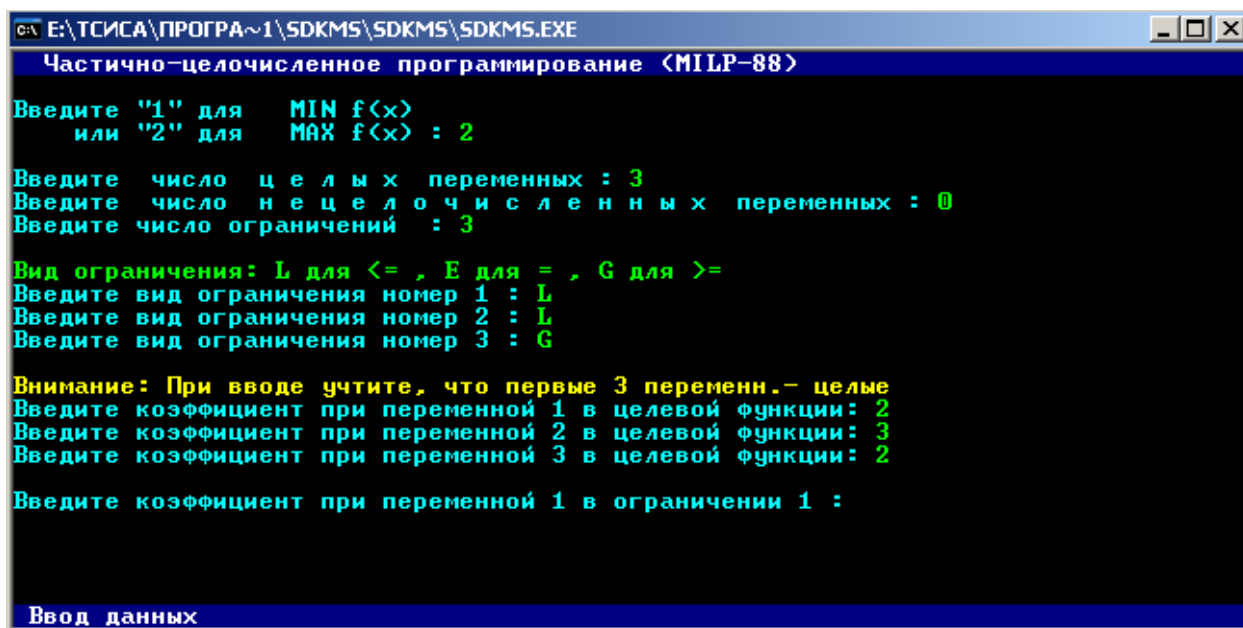 E:\ТСИСА\ПРОГРА~1\SDKMS\SDKMS\SDKMS.EXE
Частично-целочисленное программирование (MILP-88)
Введите "1" для MIN f(x)
или "2" для MAX f(x) : 2
Введите число ц е л ы х переменных : 3
Введите число н е ц е л о ч и с л е н н ы х переменных : 0
Введите число ограничений : 3
Вид ограничения: L для <= , E для = , G для >=
Введите вид ограничения номер 1 : L
Введите вид ограничения номер 2 : L
Введите вид ограничения номер 3 : G
Внимание: При вводе учтите, что первые 3 переменн.- целые
Введите коэффициент при переменной 1 в целевой функции: 2
Введите коэффициент при переменной 2 в целевой функции: 3
Введите коэффициент при переменной 3 в целевой функции: 2
Введите коэффициент при переменной 1 в ограничении 1 :
Ввод данных